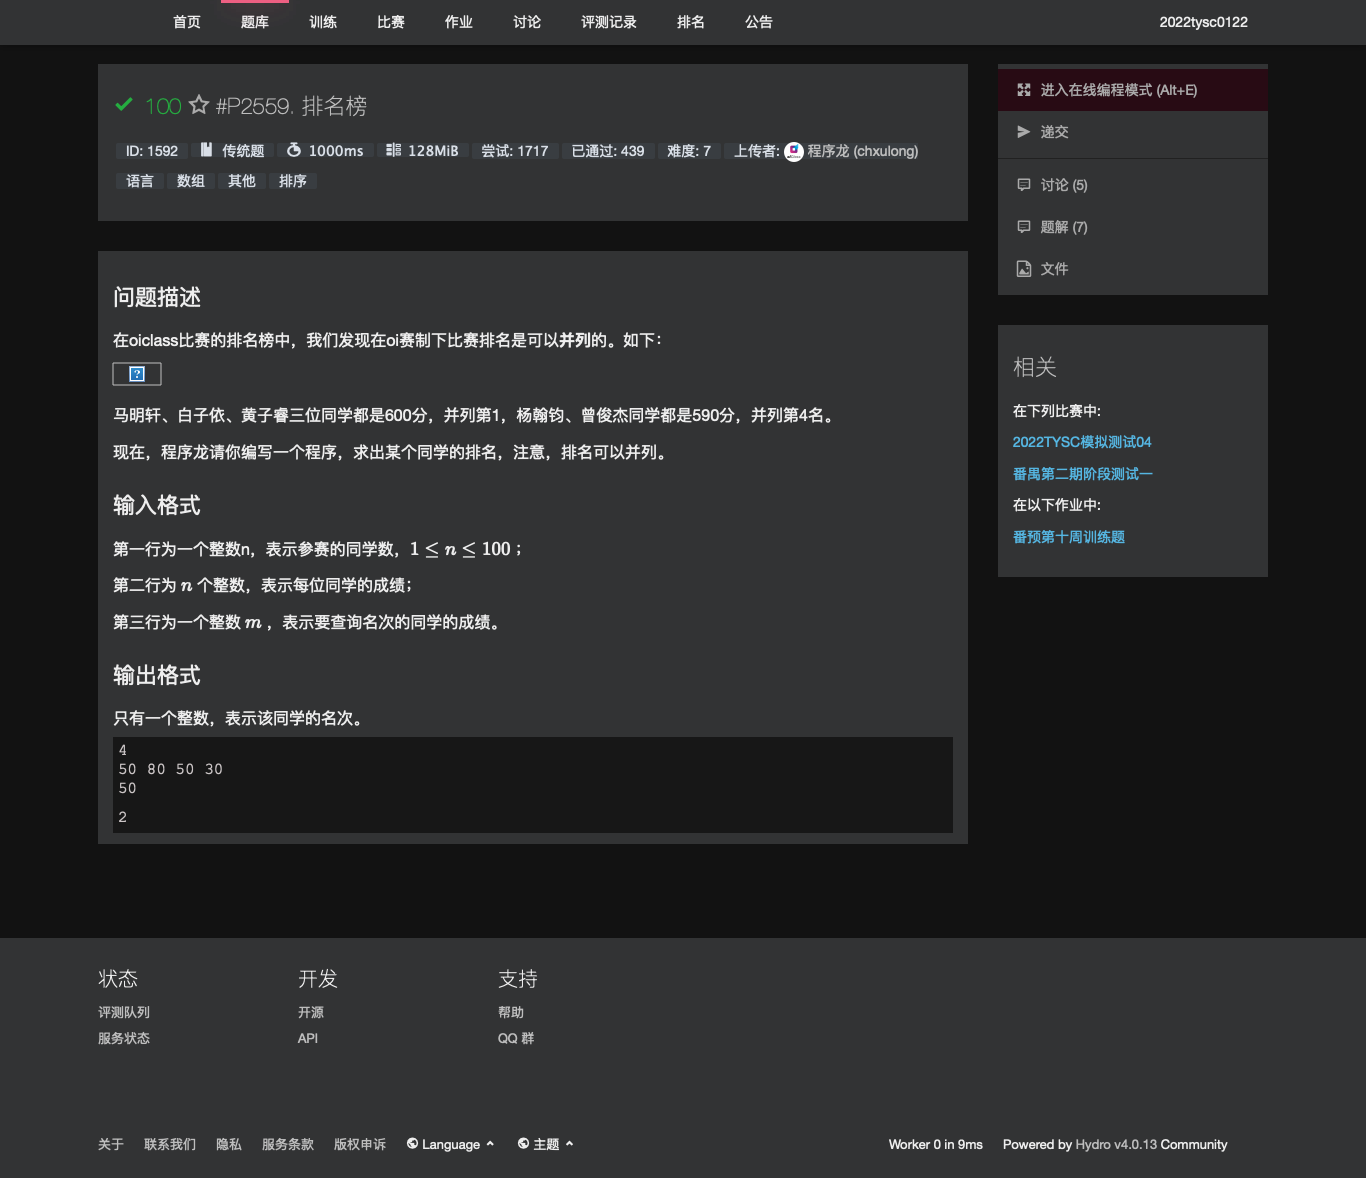 首页 题库 训练 比赛 作业 讨论 评测记录 排名 公告 2022tysc0122
100 #P2559. 排名榜
ID: 1592 传统题 1000ms 128MiB 尝试: 1717 已通过: 439 难度: 7 上传者: 程序龙 (chxulong)
语言 数组 其他 排序
问题描述
在oiclass比赛的排名榜中，我们发现在oi赛制下比赛排名是可以并列的。如下：
马明轩、白子依、黄子睿三位同学都是600分，并列第1，杨翰钧、曾俊杰同学都是590分，并列第4名。
现在，程序龙请你编写一个程序，求出某个同学的排名，注意，排名可以并列。
输入格式
第一行为一个整数n，表示参赛的同学数，1 ≤ n ≤ 100；
第二行为 n 个整数，表示每位同学的成绩；
第三行为一个整数 m ，表示要查询名次的同学的成绩。
输出格式
只有一个整数，表示该同学的名次。
4
50 80 50 30
50
2
进入在线编程模式 (Alt+E)
递交
讨论 (5)
题解 (7)
文件
相关
在下列比赛中:
2022TYSC模拟测试04
番禺第二期阶段测试一
在以下作业中:
番预第十周训练题
状态
评测队列
服务状态
开发
开源
API
支持
帮助
QQ 群
关于 联系我们 隐私 服务条款 版权申诉 Language 主题 Worker 0 in 9ms Powered by Hydro v4.0.13 Community